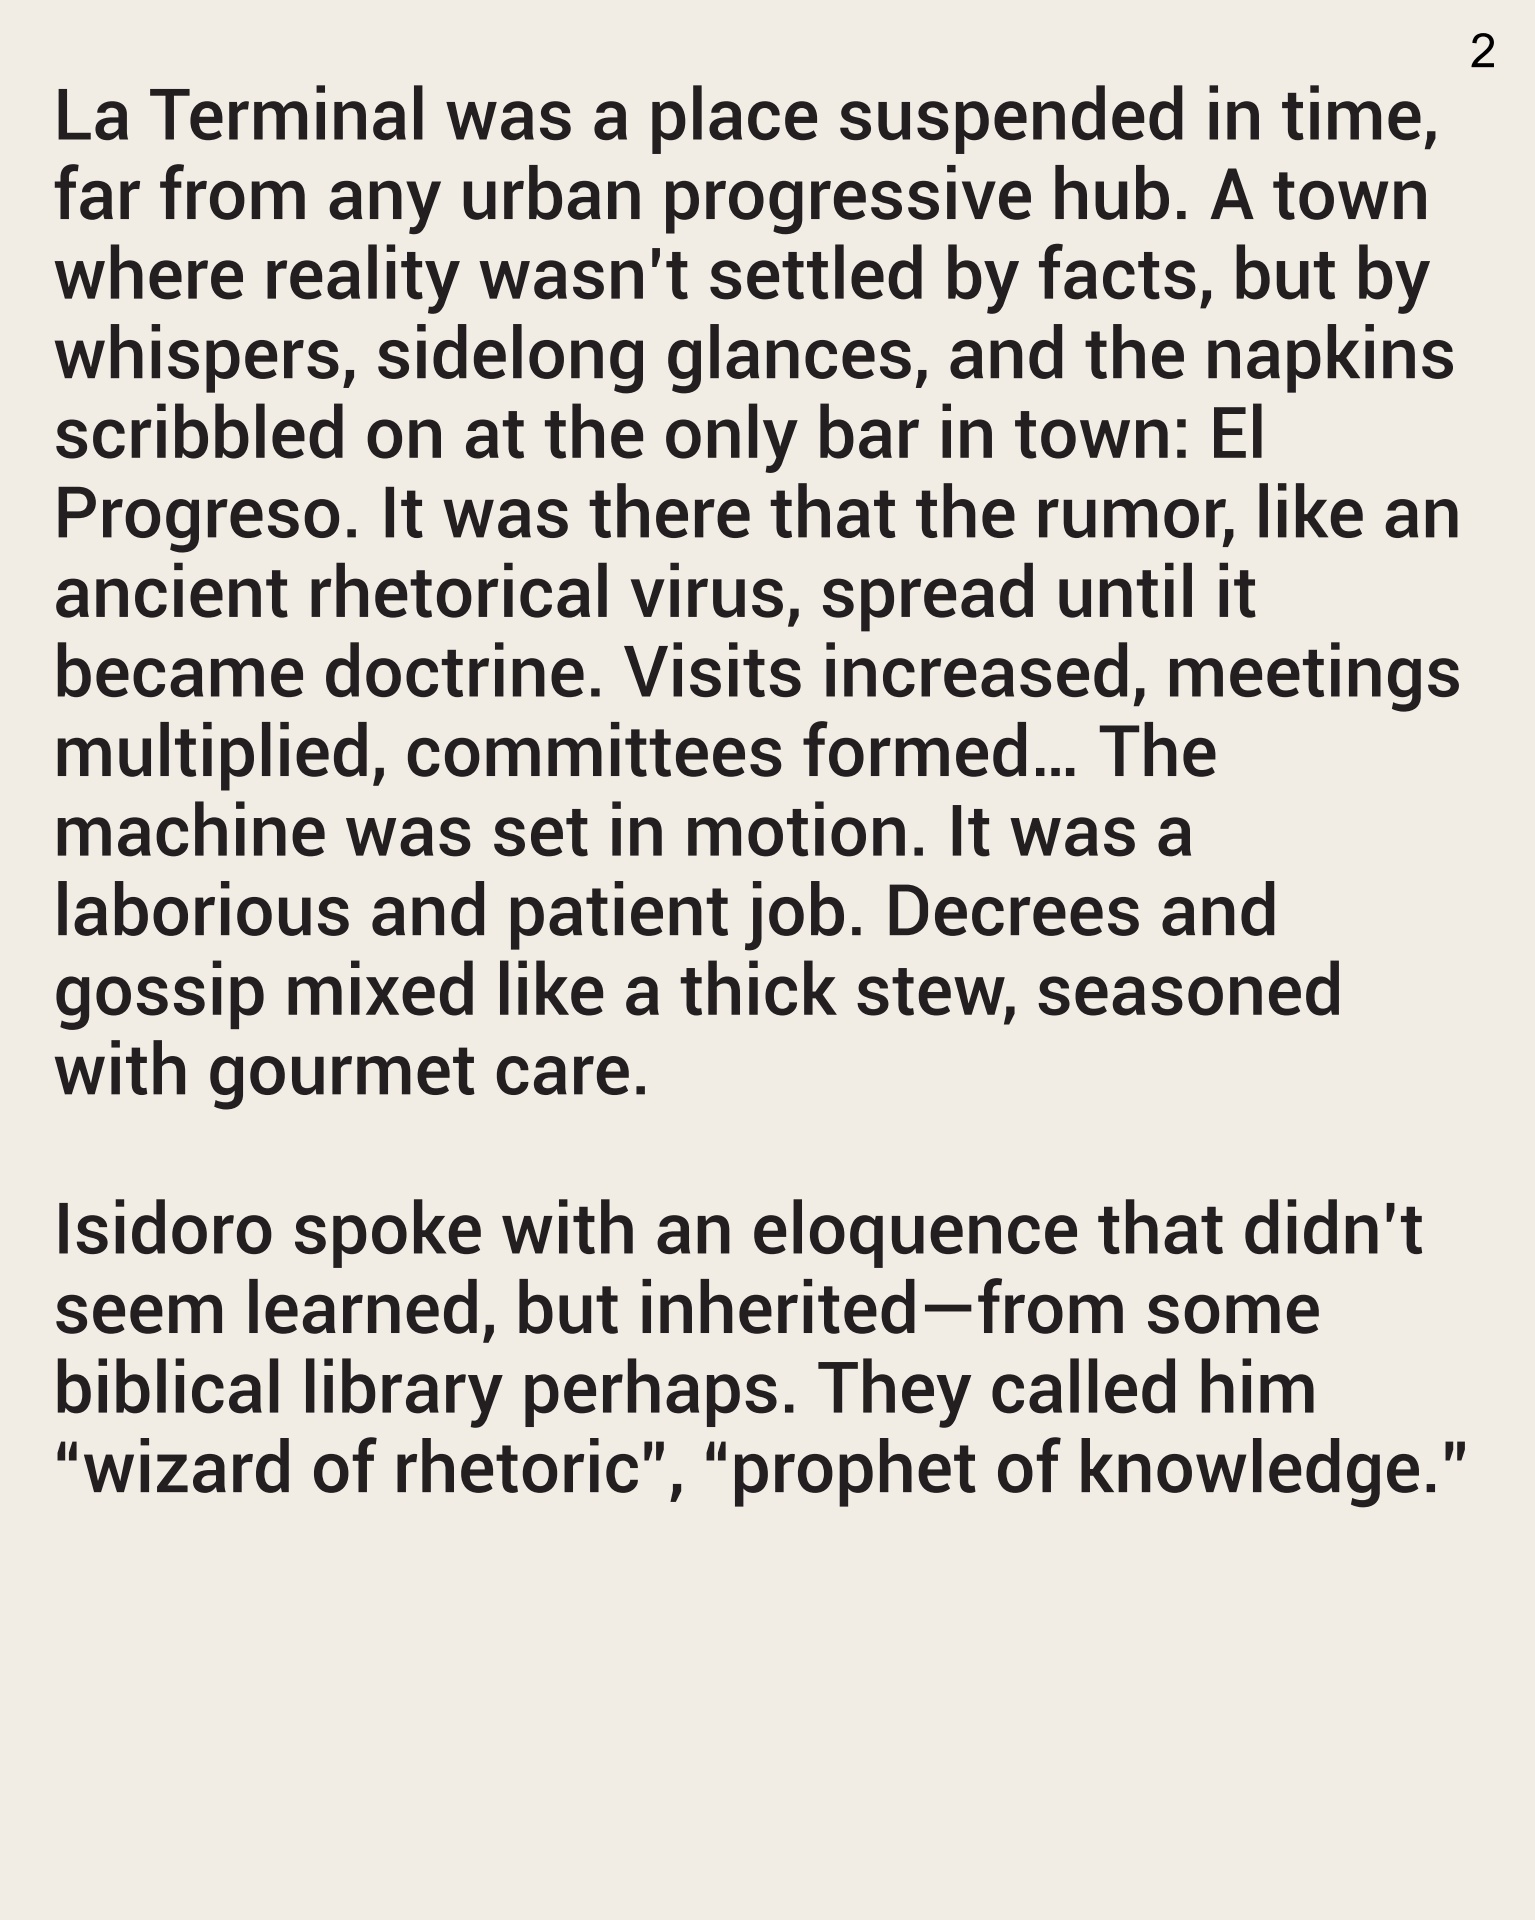 2
La Terminal was a place suspended in time,
far from any urban progressive hub. A town
where reality wasn't settled by facts, but by
whispers, sidelong glances, and the napkins
scribbled on at the only bar in town: El
Progreso. It was there that the rumor, like an
ancient rhetorical virus, spread until it
became doctrine. Visits increased, meetings
multiplied, committees formed... The
machine was set in motion. It was a
laborious and patient job. Decrees and
gossip mixed like a thick stew, seasoned
with gourmet care.
Isidoro spoke with an eloquence that didn't
seem learned, but inherited—from some
biblical library perhaps. They called him
“wizard of rhetoric”, “prophet of knowledge.”